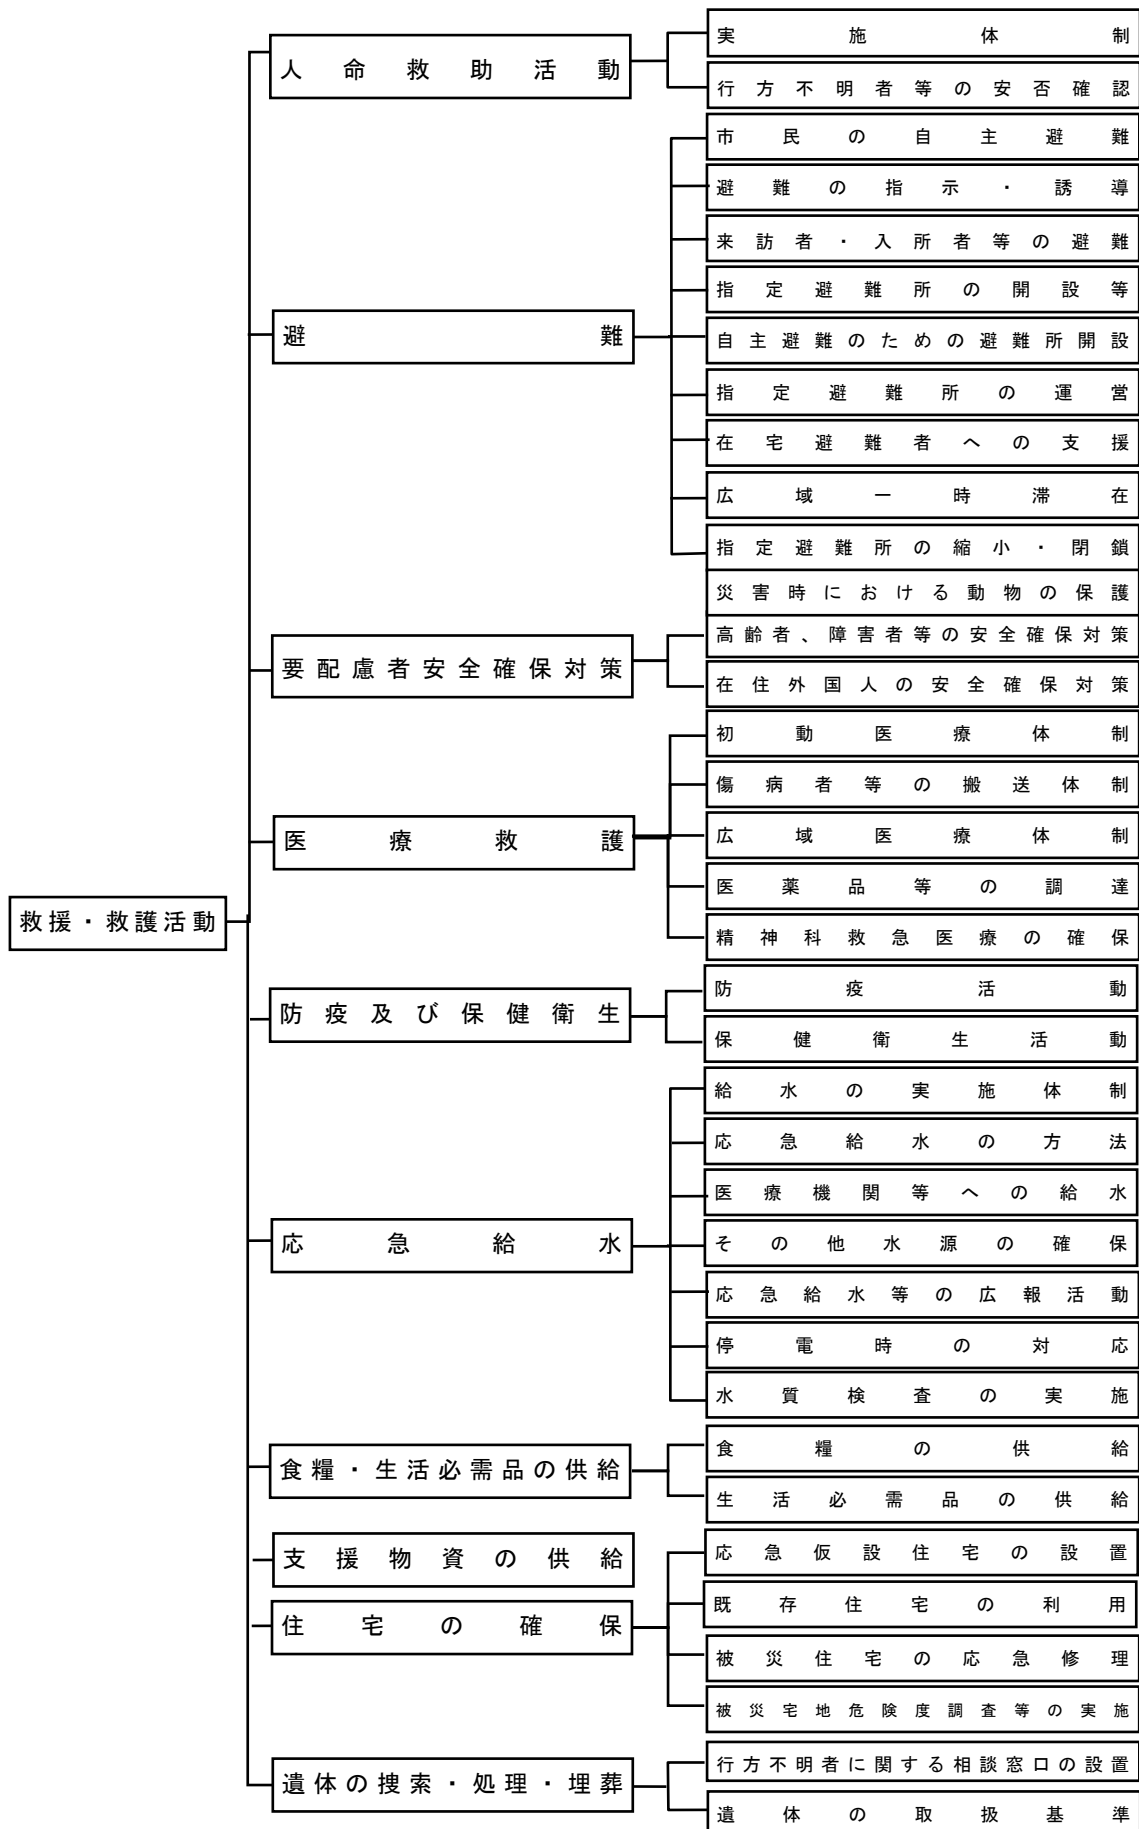 救援・救護活動
人命救助活動
実施体制
行方不明者等の安否確認
避難
市民の自主避難
避難の指示・誘導
来訪者・入所者等の避難
指定避難所の開設等
自主避難のための避難所開設
指定避難所の運営
在宅避難者への支援
広域一時滞在
指定避難所の縮小・閉鎖
災害時における動物の保護
要配慮者安全確保対策
高齢者、障害者等の安全確保対策
在住外国人の安全確保対策
医療救護
初動医療体制
傷病者等の搬送体制
広域医療体制
医薬品等の調達
精神科救急医療の確保
防疫及び保健衛生
防疫活動
保健衛生活動
応急給水
給水の実施体制
応急給水の方法
医療機関等への給水
その他水源の確保
応急給水等の広報活動
停電時の対応
水質検査の実施
食糧・生活必需品の供給
食糧の供給
生活必需品の供給
支援物資の供給
住宅の確保
応急仮設住宅の設置
既存住宅の利用
被災住宅の応急修理
被災宅地危険度調査等の実施
遺体の捜索・処理・埋葬
行方不明者に関する相談窓口の設置
遺体の取扱基準